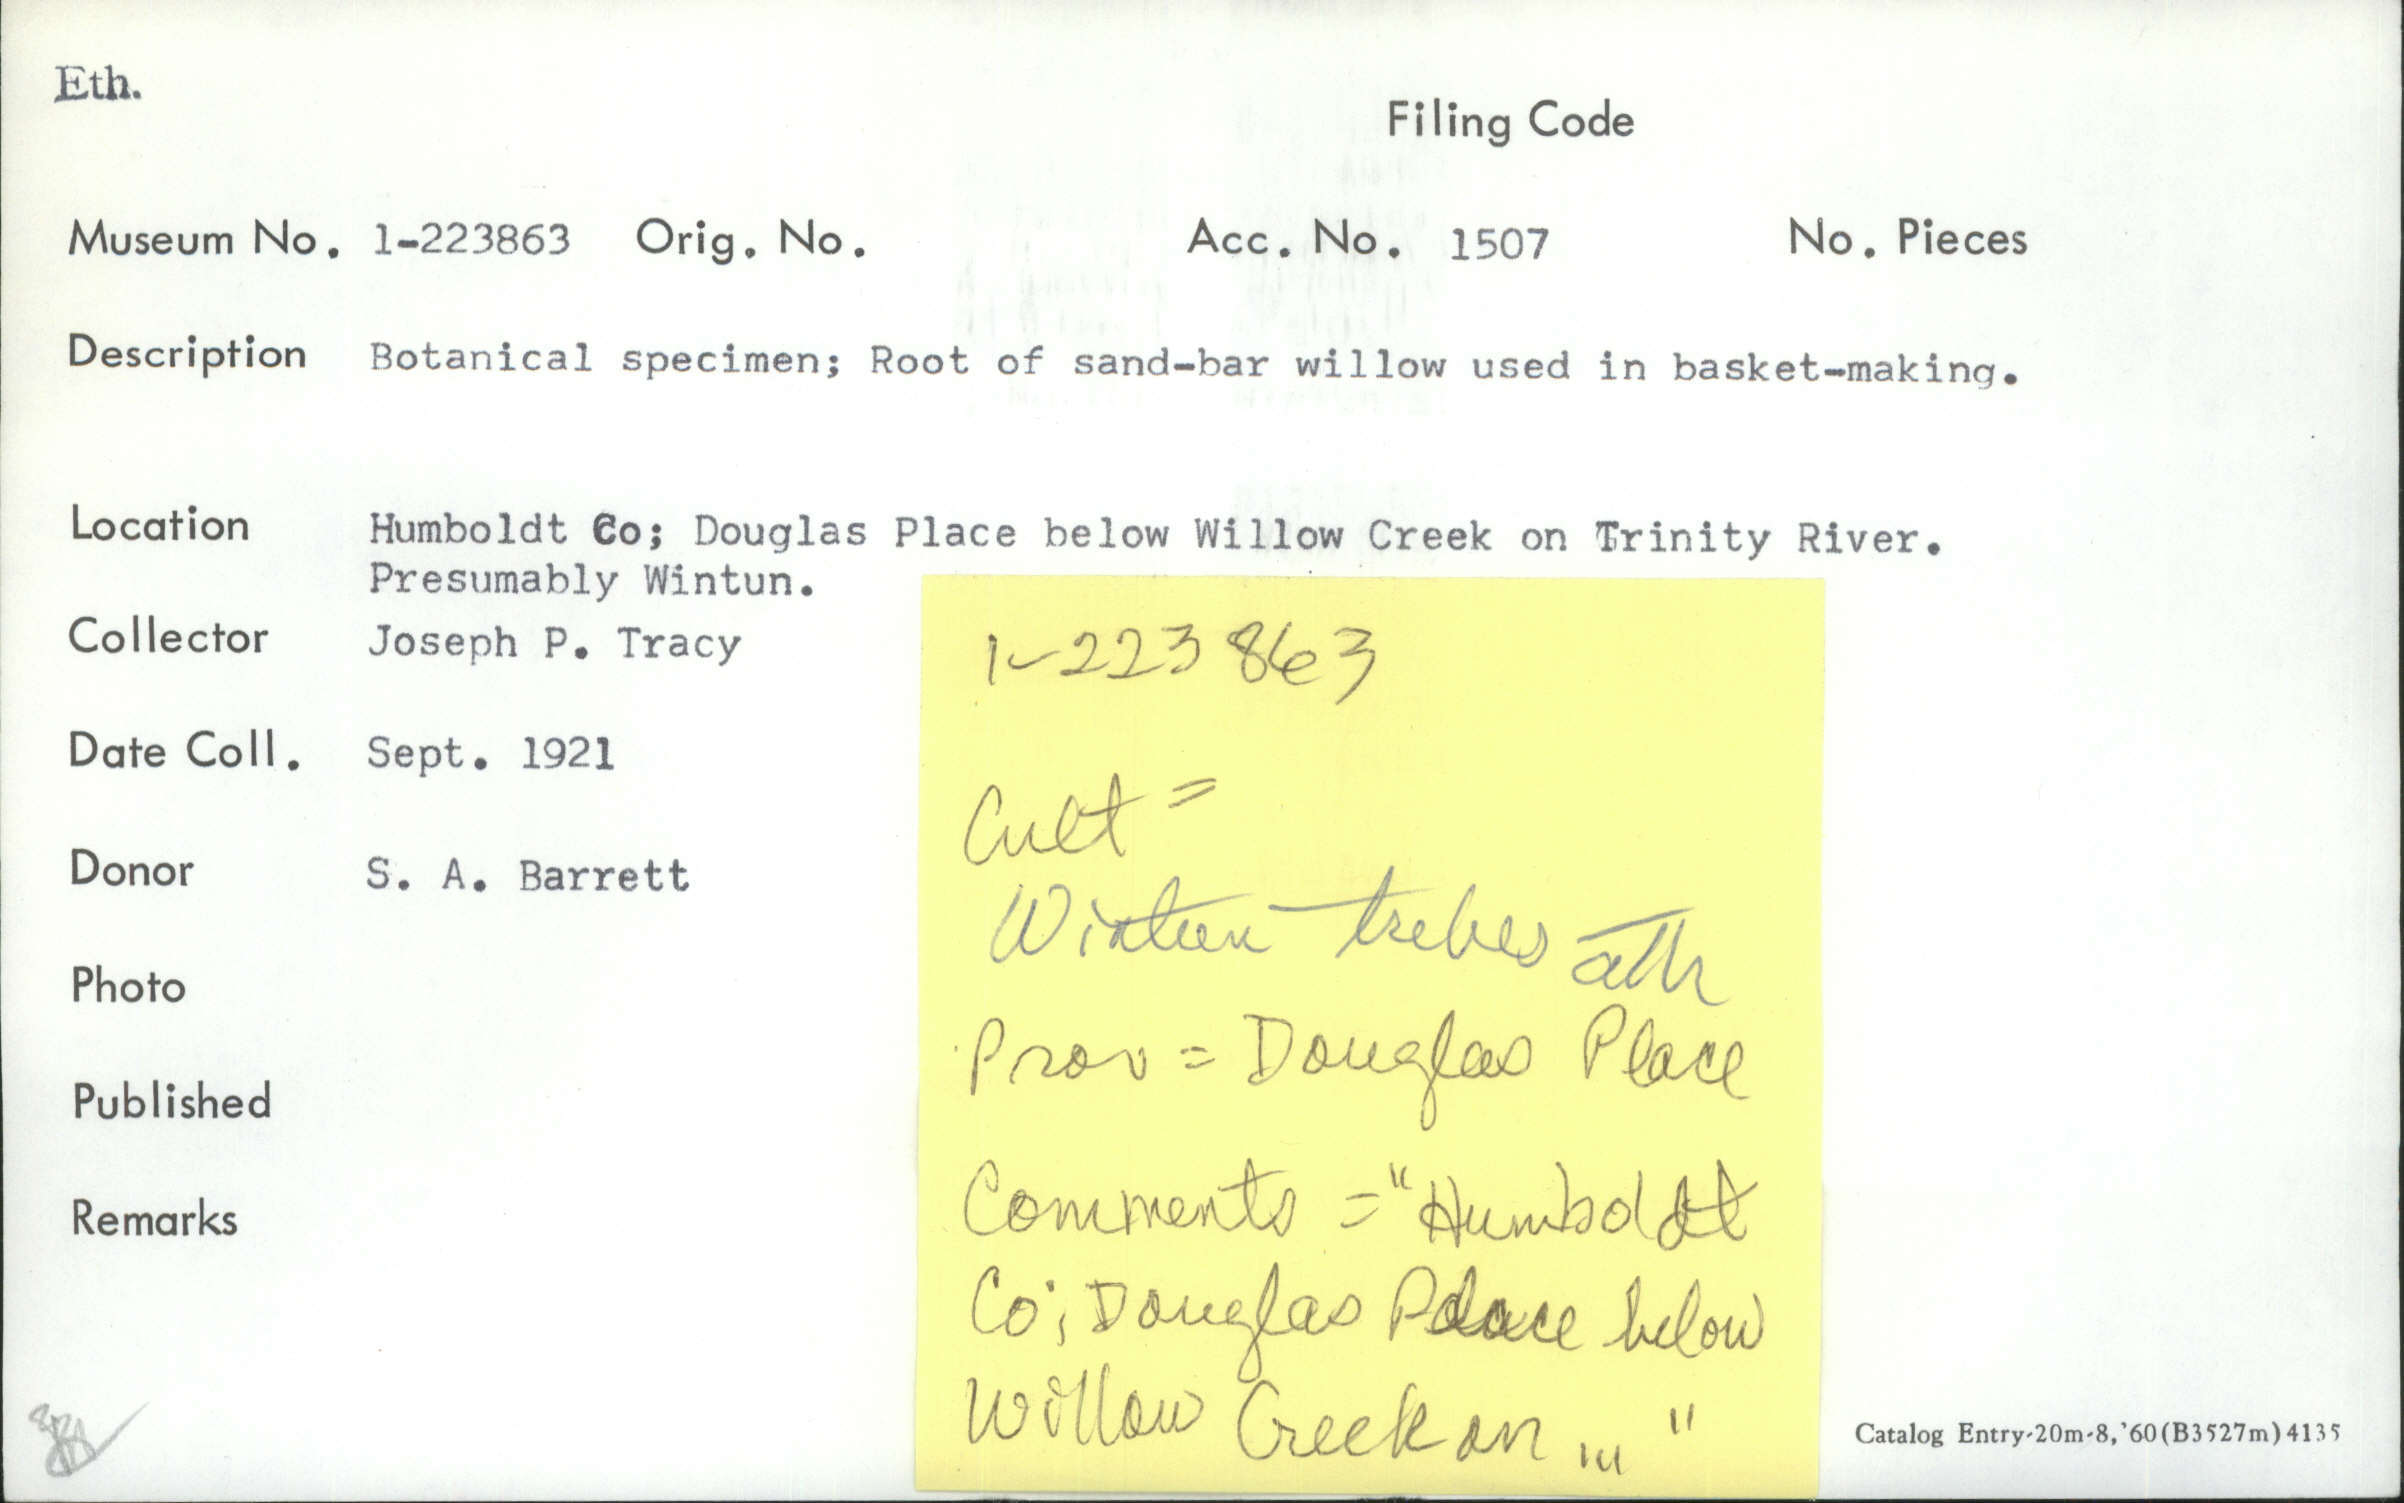 Eth.
Filing Code
Museum No. 1-223863 Orig. No. Acc. No. 1507 No. Pieces
Description Botanical specimen; Root of sand-bar willow used in basket-making.
Location Humboldt Co; Douglas Place below Willow Creek on Trinity River.
Presumably Wintun.
Collector Joseph P. Tracy
Date Coll. Sept. 1921
Donor S. A. Barrett
Photo
Published
Remarks
1-223863
Cult =
Wintun tribes
Prov = Douglas Place
Comments = "Humboldt
Co; Douglas Place below
Willow Creek on ... "
Catalog Entry-20m-8,'60(B3527m)4135